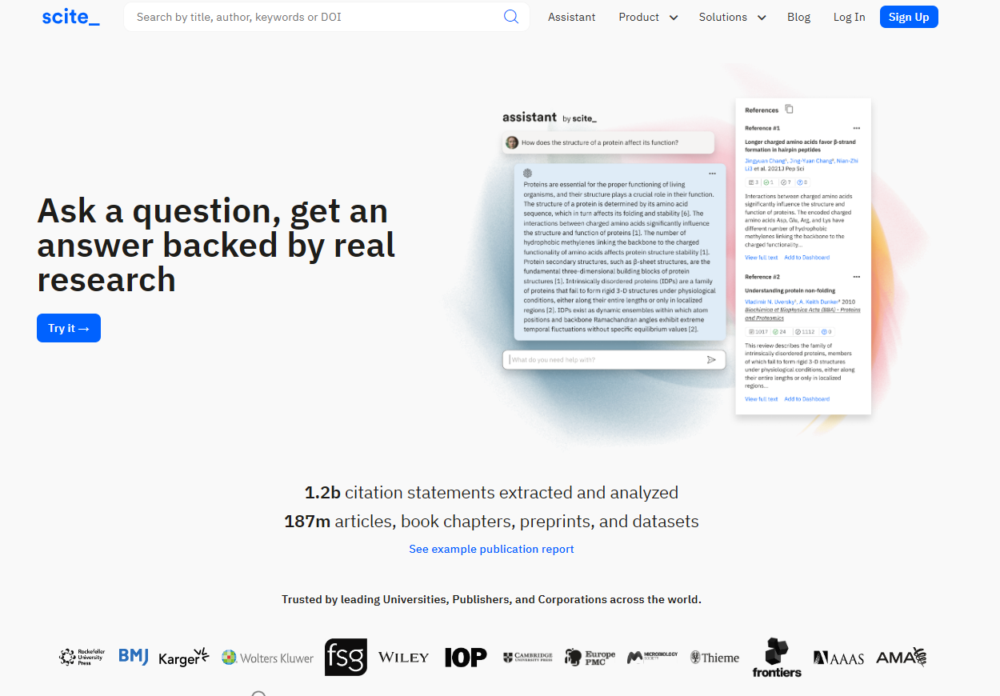 scite_
Search by title, author, keywords or DOI
Assistant
Product
Solutions
Blog
Log In
Sign Up
Ask a question, get an
answer backed by real
research
Try it →
assistant by scite_
How does the structure of a protein affect its function?
Proteins are essential for the proper functioning of living
organisms, and their structure plays a crucial role in their function.
The structure of a protein is determined by its amino acid
sequence, which in turn affects its folding and stability [6]. The
interactions between charged amino acids significantly influence
the structure and function of proteins [1]. The number of
hydrophobic methylenes linking the backbone to the charged
functionality of amino acids affects protein structure stability [1].
Protein secondary structures, such as β-sheet structures, are the
fundamental three-dimensional building blocks of protein
structures [1]. Intrinsically disordered proteins (IDPs) are a family
of proteins that fail to form rigid 3-D structures under physiological
conditions, either along their entire lengths or only in localized
regions [2]. IDPs exist as dynamic ensembles within which atom
positions and backbone Ramachandran angles exhibit extreme
temporal fluctuations without specific equilibrium values [2].
What do you need help with?
References
Reference #1
Longer charged amino acids favor β-strand
formation in hairpin peptides
Jingyuan Chang¹, Jing-Yuan Chang², Nian-Zhi
Li3 et al. 2021J Pep Sci
3 1 7 0
Interactions between charged amino acids
significantly influence the structure and
function of proteins. The encoded charged
amino acids Asp, Glu, Arg, and Lys have
different number of hydrophobic
methylenes linking the backbone to the
charged functionality...
View full text Add to Dashboard
Reference #2
Understanding protein non-folding
Vladimir N. Uversky¹, A. Keith Dunker² 2010
Biochimica et Biophysica Acta (BBA) - Proteins
and Proteomics
1017 24 1112 0
This review describes the family of
intrinsically disordered proteins, members
of which fail to form rigid 3-D structures
under physiological conditions, either along
their entire lengths or only in localized
regions...
View full text Add to Dashboard
1.2b citation statements extracted and analyzed
187m articles, book chapters, preprints, and datasets
See example publication report
Trusted by leading Universities, Publishers, and Corporations across the world.
Rockefeller
University
Press
BMJ
Karger
Wolters Kluwer
fsg
WILEY
IOP
CAMBRIDGE
UNIVERSITY PRESS
Europe
PMC
MICROBIOLOGY
SOCIETY
Thieme
frontiers
AAAS
AMA